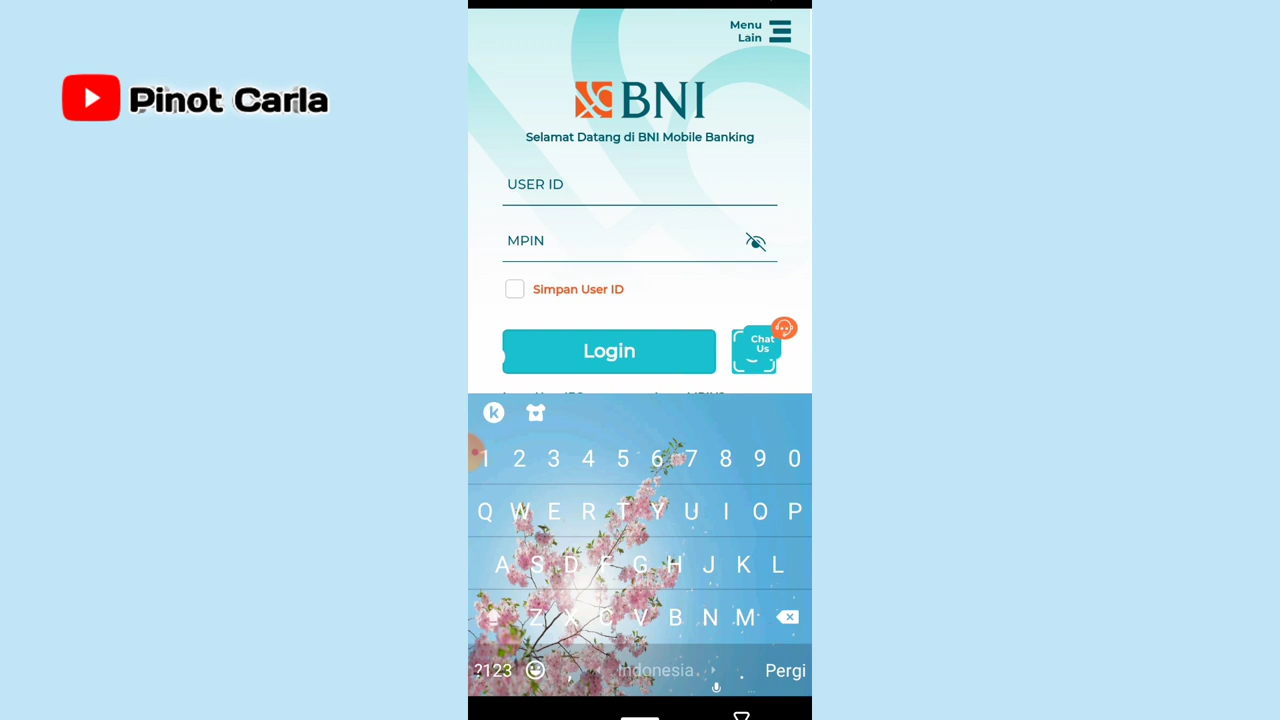 Pinot Carla
Menu
Lain
BNI
Selamat Datang di BNI Mobile Banking
USER ID
MPIN
Simpan User ID
Login
Chat
Us
1 2 3 4 5 6 7 8 9 0
Q W E R T Y U I O P
A S D F G H J K L
Z X C V B N M
?123 , Indonesia . Pergi